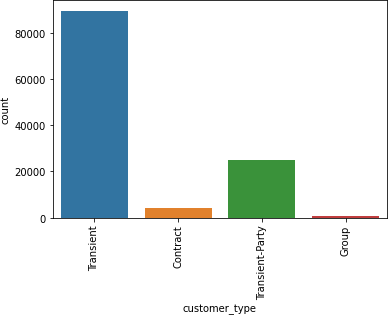 80000
60000
40000
20000
0
count
Transient
Contract
Transient-Party
Group
customer_type